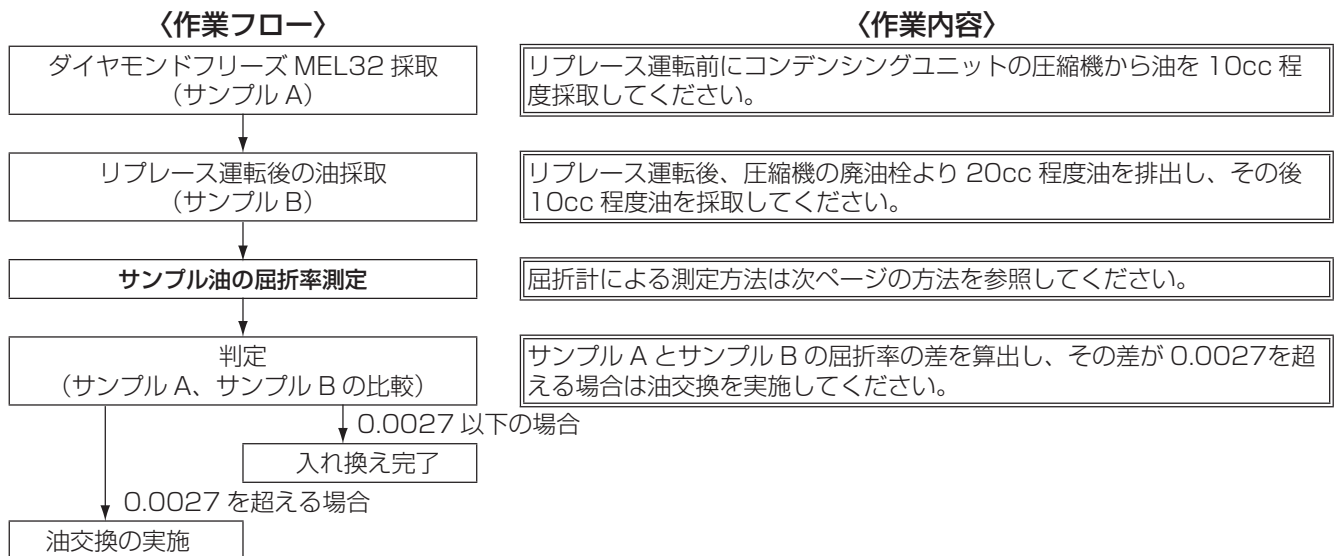 〈作業フロー〉
〈作業内容〉
ダイヤモンドフリーズ MEL32 採取
（サンプル A）
リプレース運転前にコンデンシングユニットの圧縮機から油を 10cc 程
度採取してください。
リプレース運転後の油採取
（サンプル B）
リプレース運転後、圧縮機の廃油栓より 20cc 程度油を排出し、その後
10cc 程度油を採取してください。
サンプル油の屈折率測定
屈折計による測定方法は次ページの方法を参照してください。
判定
（サンプル A、サンプル B の比較）
サンプル A とサンプル B の屈折率の差を算出し、その差が 0.0027を超
える場合は油交換を実施してください。
0.0027 以下の場合
入れ換え完了
0.0027 を超える場合
油交換の実施